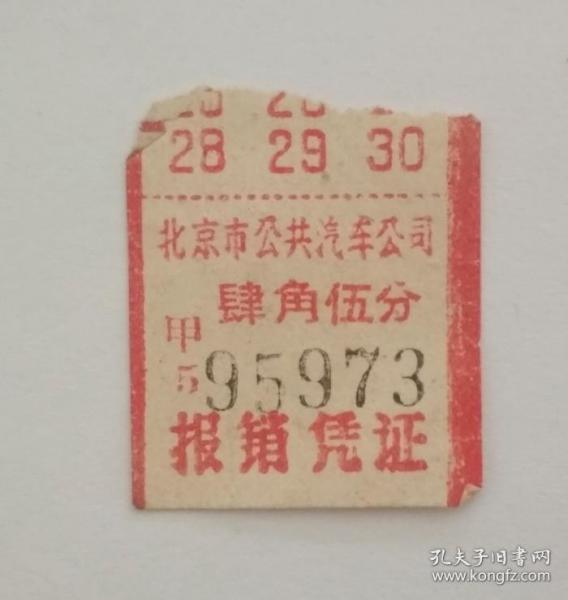 28 29 30
北京市公共汽车公司
肆角伍分
甲
5 95973
报销凭证
孔夫子旧书网
www.kongfz.com